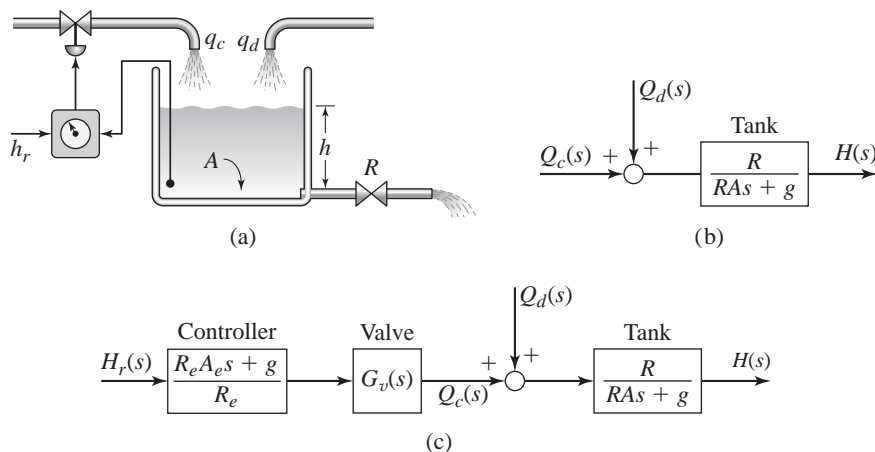 q_c q_d
h_r
A
h
R
(a)
Q_d(s)
Tank
Q_c(s) + +
R
RAs + g
H(s)
(b)
Q_d(s)
Controller Valve Tank
H_r(s)
R_eA_es + g
R_e
G_v(s)
+ +
Q_c(s)
R
RAs + g
H(s)
(c)